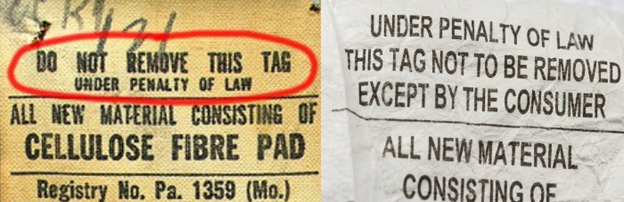 DO NOT REMOVE THIS TAG
UNDER PENALTY OF LAW
ALL NEW MATERIAL CONSISTING OF
CELLULOSE FIBRE PAD
Registry No. Pa. 1359 (Mo.)
UNDER PENALTY OF LAW
THIS TAG NOT TO BE REMOVED
EXCEPT BY THE CONSUMER
ALL NEW MATERIAL
CONSISTING OF